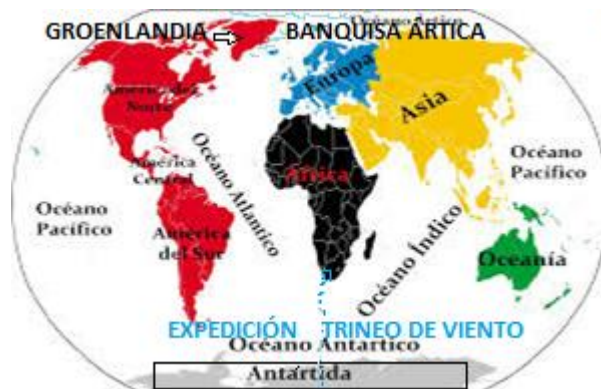 Océano Ártico
GROENLANDIA
BANQUISA ÁRTICA
Europa
América del
Norte
Asia
América
Central
Océano Atlantico
África
Océano
Pacífico
Océano
Pacífico
América
del Sur
Océano Índico
Oceanía
EXPEDICIÓN TRINEO DE VIENTO
Océano Antártico
Antártida